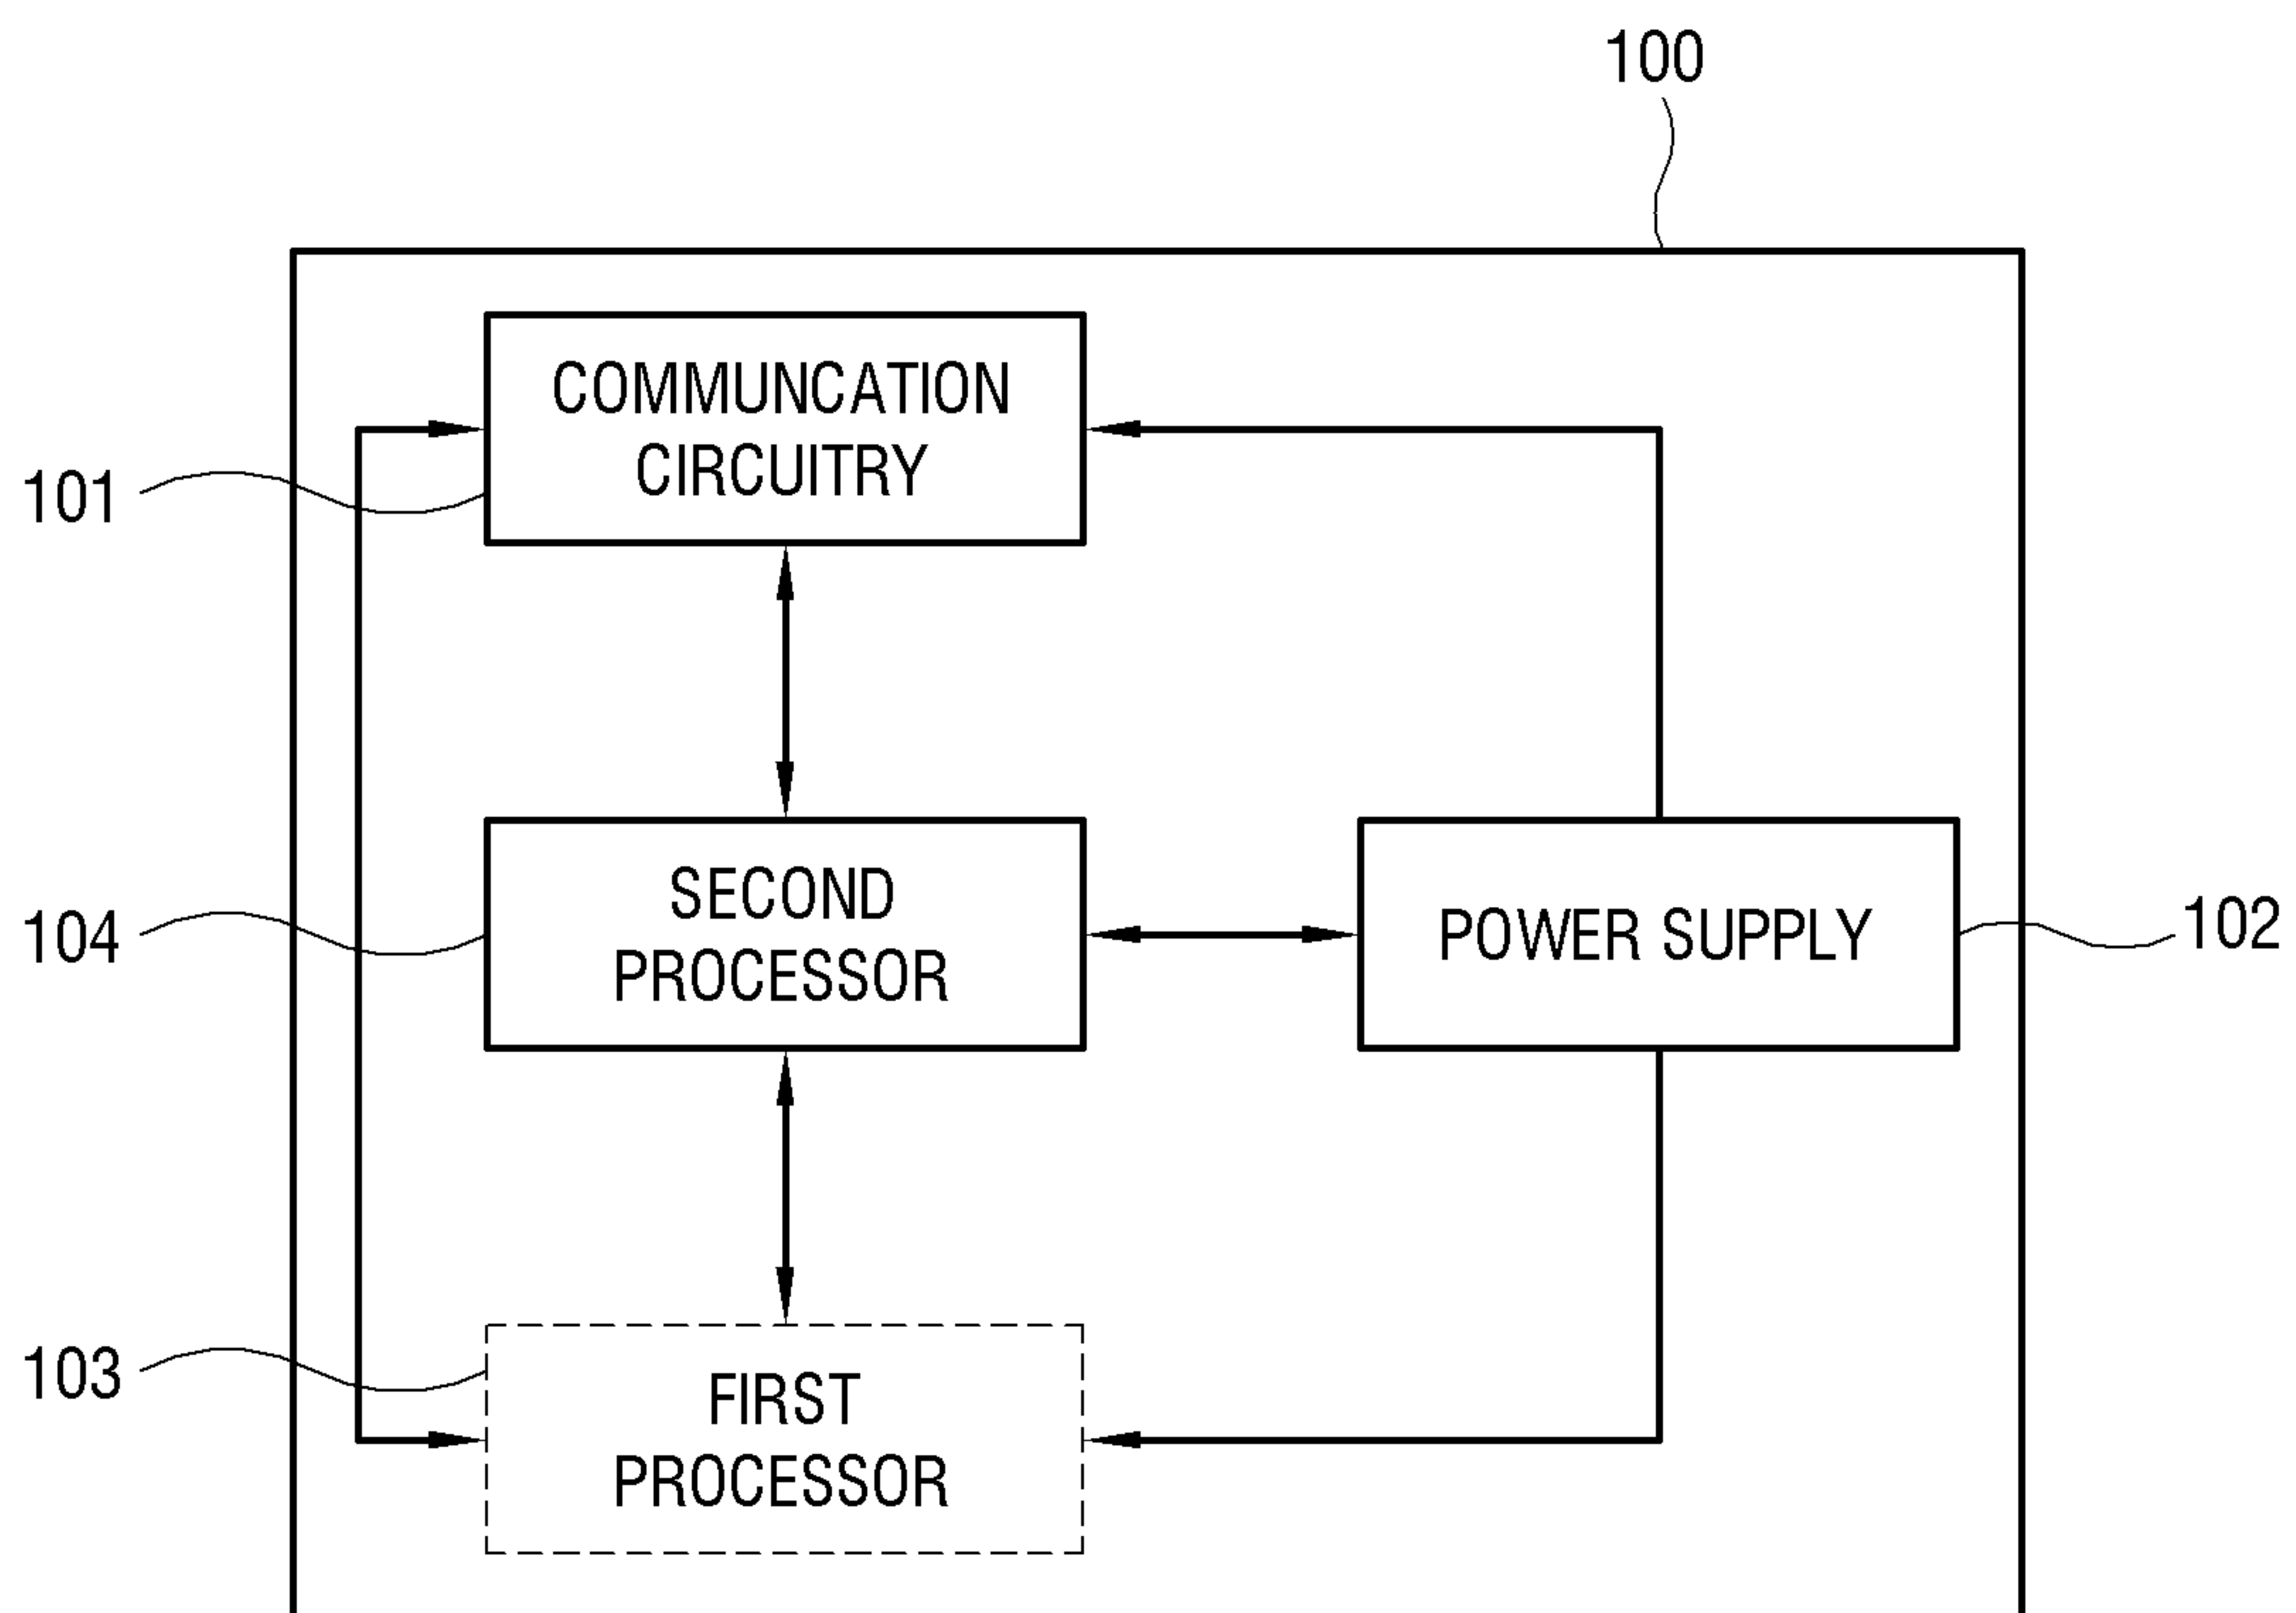 100
COMMUNCATION
CIRCUITRY
101
SECOND
PROCESSOR
104
POWER SUPPLY
102
103
FIRST
PROCESSOR